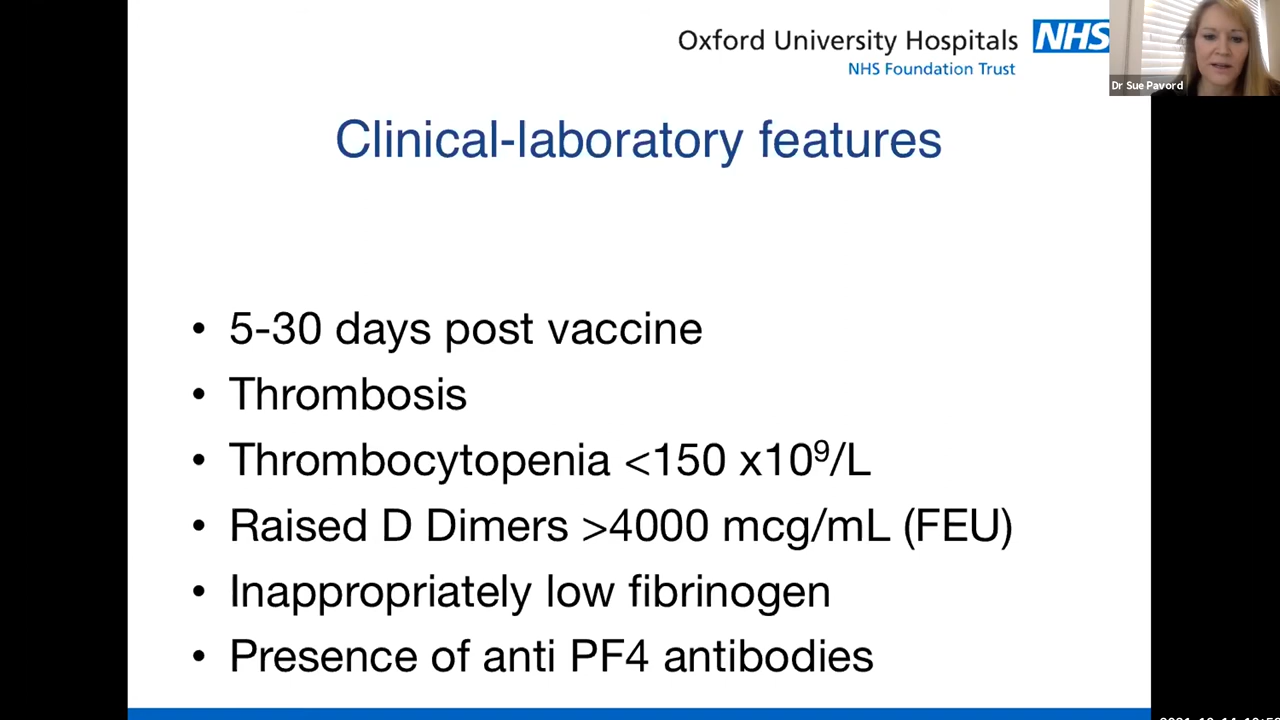 Oxford University Hospitals NHS
NHS Foundation Trust
Dr Sue Pavord
Clinical-laboratory features
• 5-30 days post vaccine
• Thrombosis
• Thrombocytopenia <150 x10⁹/L
• Raised D Dimers >4000 mcg/mL (FEU)
• Inappropriately low fibrinogen
• Presence of anti PF4 antibodies